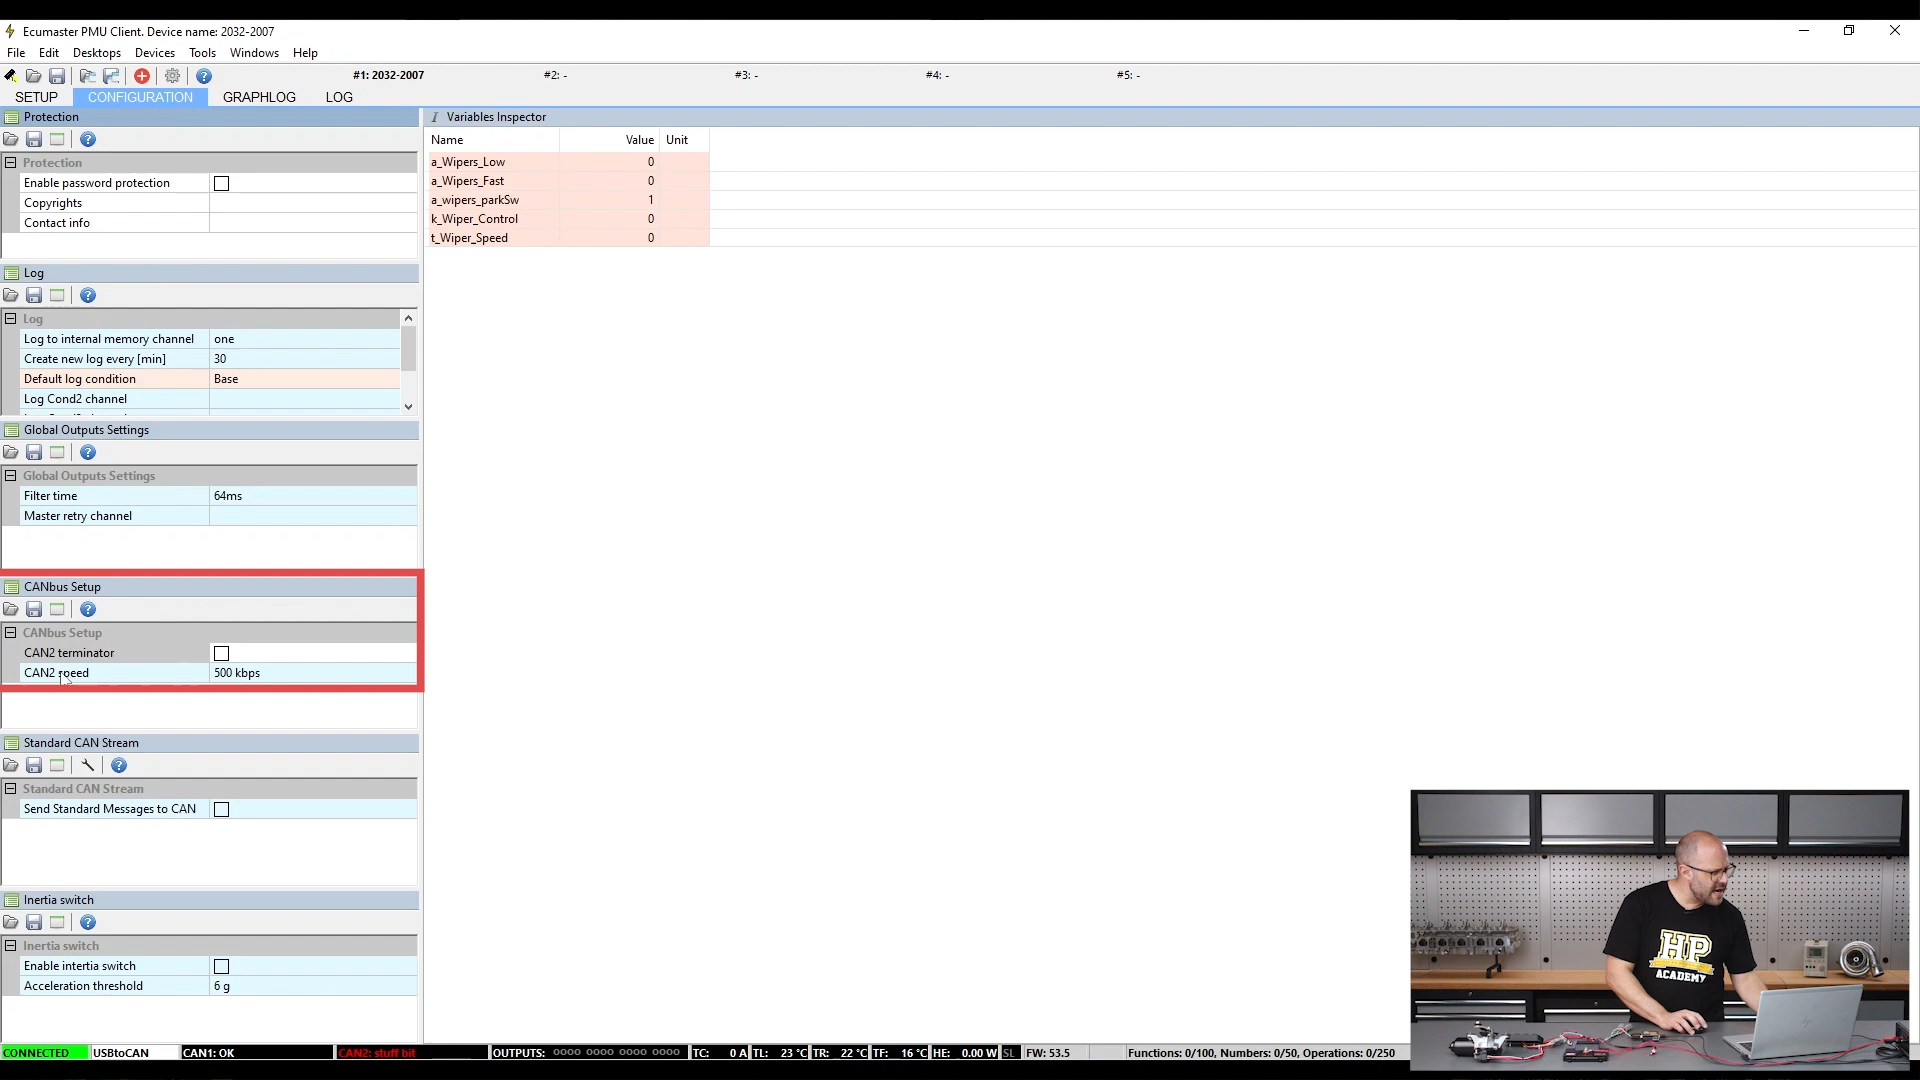 Ecumaster PMU Client. Device name: 2032-2007
File Edit Desktops Devices Tools Windows Help
#1: 2032-2007 #2: - #3: - #4: - #5: -
SETUP CONFIGURATION GRAPHLOG LOG
Protection
Protection
Enable password protection
Copyrights
Contact info
Log
Log
Log to internal memory channel one
Create new log every [min] 30
Default log condition Base
Log Cond2 channel
Global Outputs Settings
Global Outputs Settings
Filter time 64ms
Master retry channel
CANbus Setup
CANbus Setup
CAN2 terminator
CAN2 speed 500 kbps
Standard CAN Stream
Standard CAN Stream
Send Standard Messages to CAN
Inertia switch
Inertia switch
Enable intertia switch
Acceleration threshold 6 g
Variables Inspector
Name Value Unit
a_Wipers_Low 0
a_Wipers_Fast 0
a_wipers_parkSw 1
k_Wiper_Control 0
t_Wiper_Speed 0
HP
ACADEMY
CONNECTED USBtoCAN CAN1: OK CAN2: stuff bit OUTPUTS: oooo oooo oooo oooo TC: 0 A TL: 23 °C TR: 22 °C TF: 16 °C HE: 0.00 W SL FW: 53.5 Functions: 0/100, Numbers: 0/50, Operations: 0/250